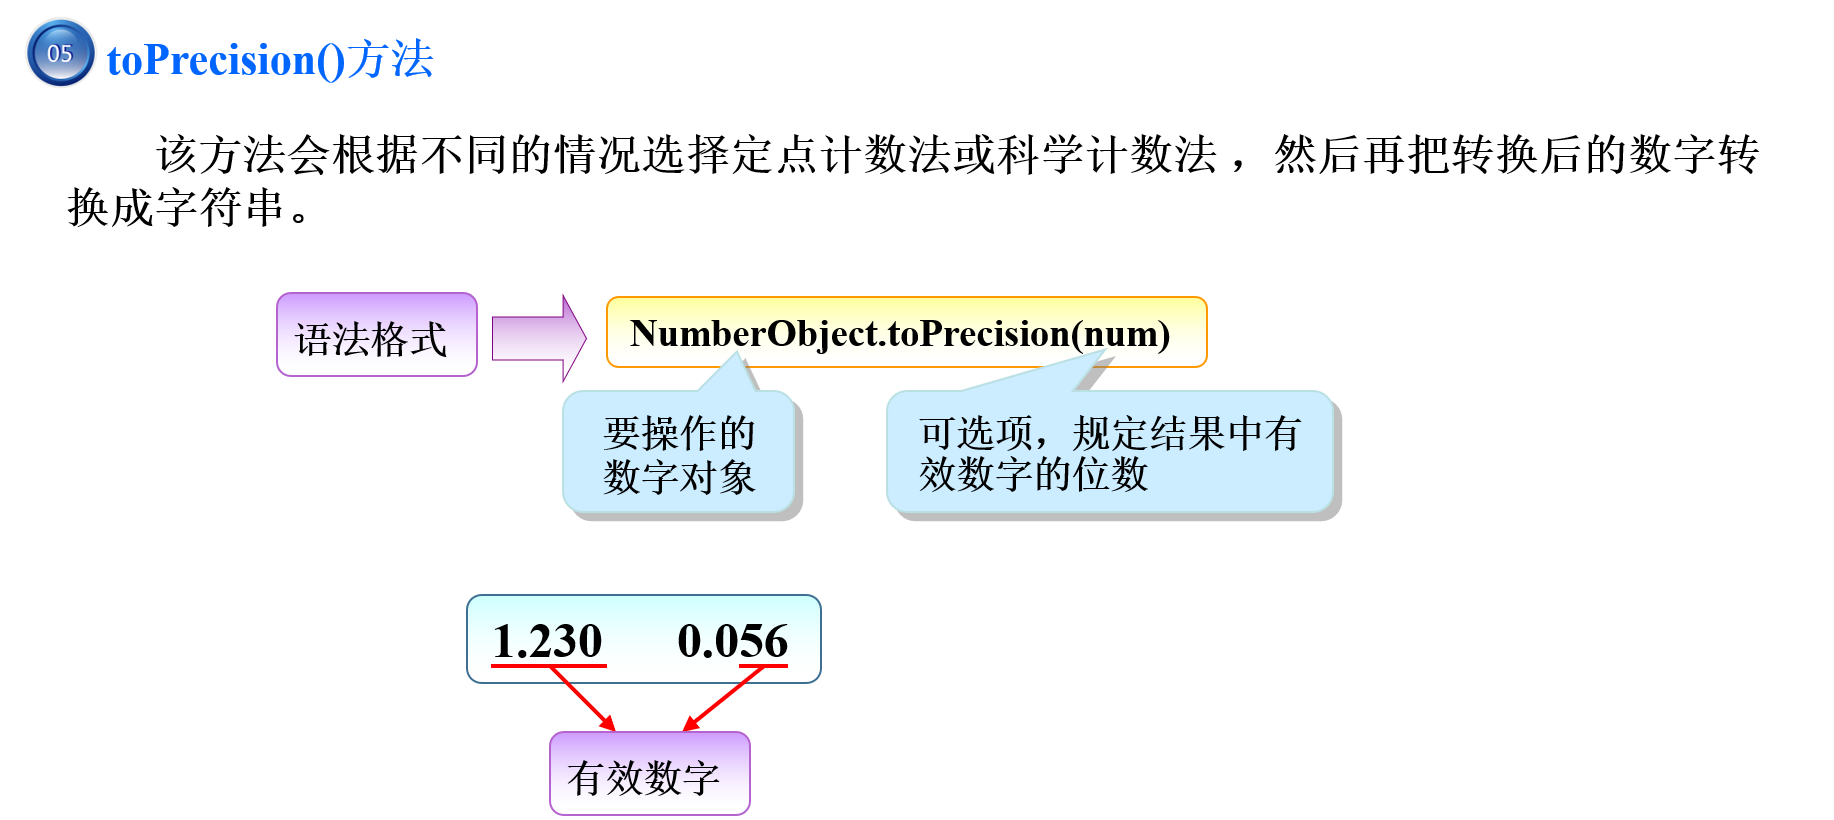 05 toPrecision()方法
该方法会根据不同的情况选择定点计数法或科学计数法 ，然后再把转换后的数字转
换成字符串。
语法格式
NumberObject.toPrecision(num)
要操作的
数字对象
可选项，规定结果中有
效数字的位数
1.230 0.056
有效数字